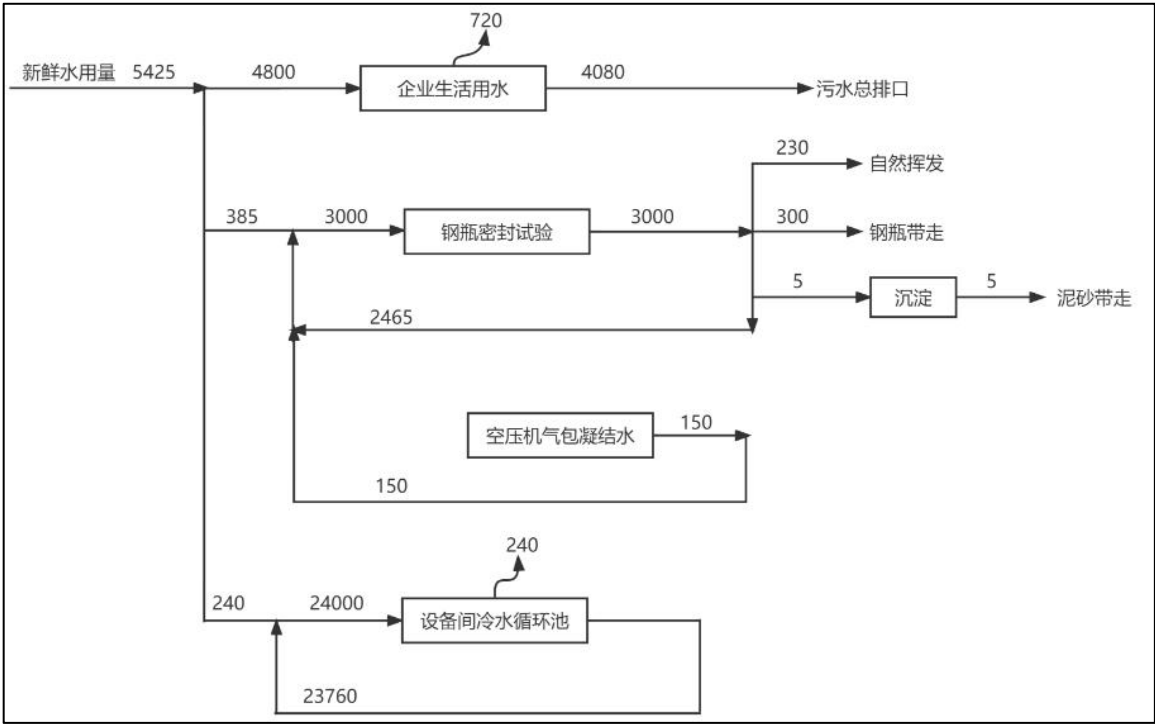 720
新鲜水用量 5425 4800 企业生活用水 4080 污水总排口
230 自然挥发
385 3000 钢瓶密封试验 3000 300 钢瓶带走
5 沉淀 5 泥砂带走
2465
空压机气包凝结水 150
150
240
240 24000 设备间冷水循环池
23760